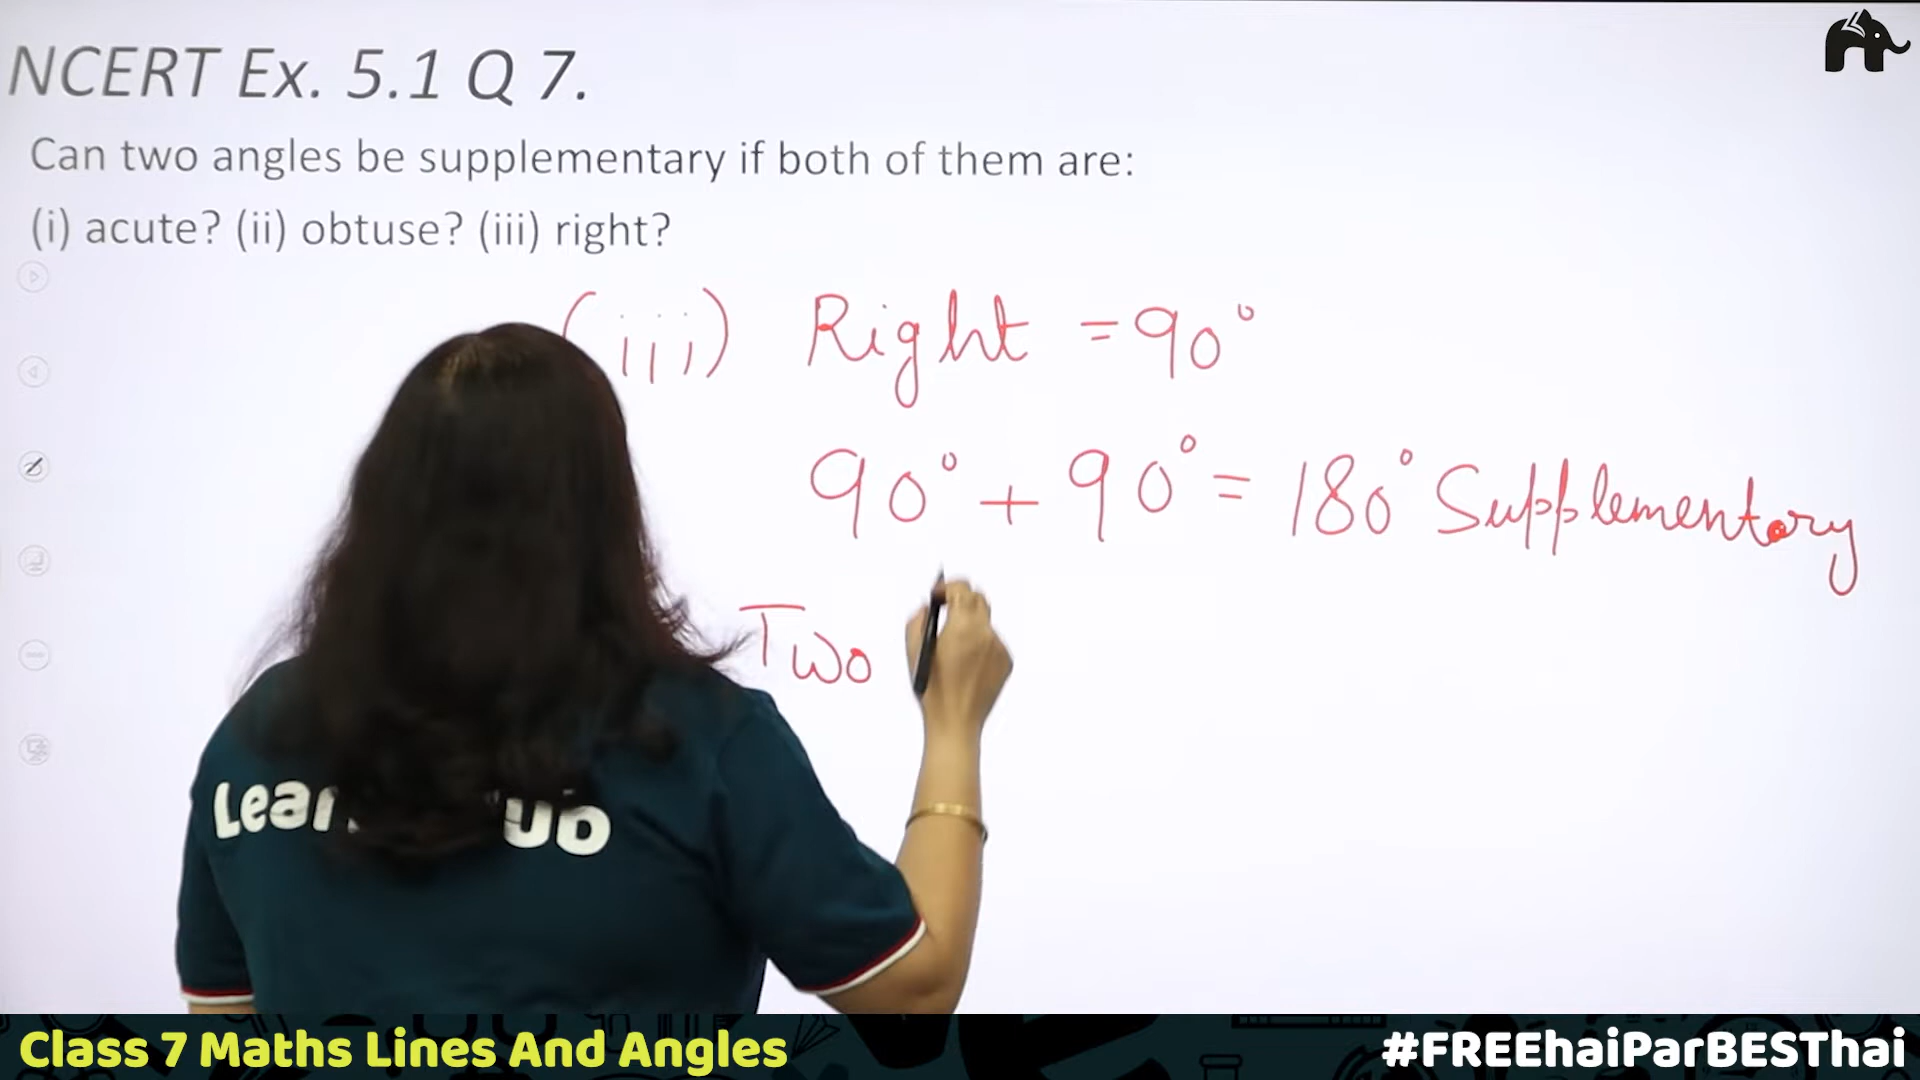 NCERT Ex. 5.1 Q 7.
Can two angles be supplementary if both of them are:
(i) acute? (ii) obtuse? (iii) right?
(iii) Right = 90°
90° + 90° = 180° Supplementary
Two
Class 7 Maths Lines And Angles
#FREEhaiParBESThai